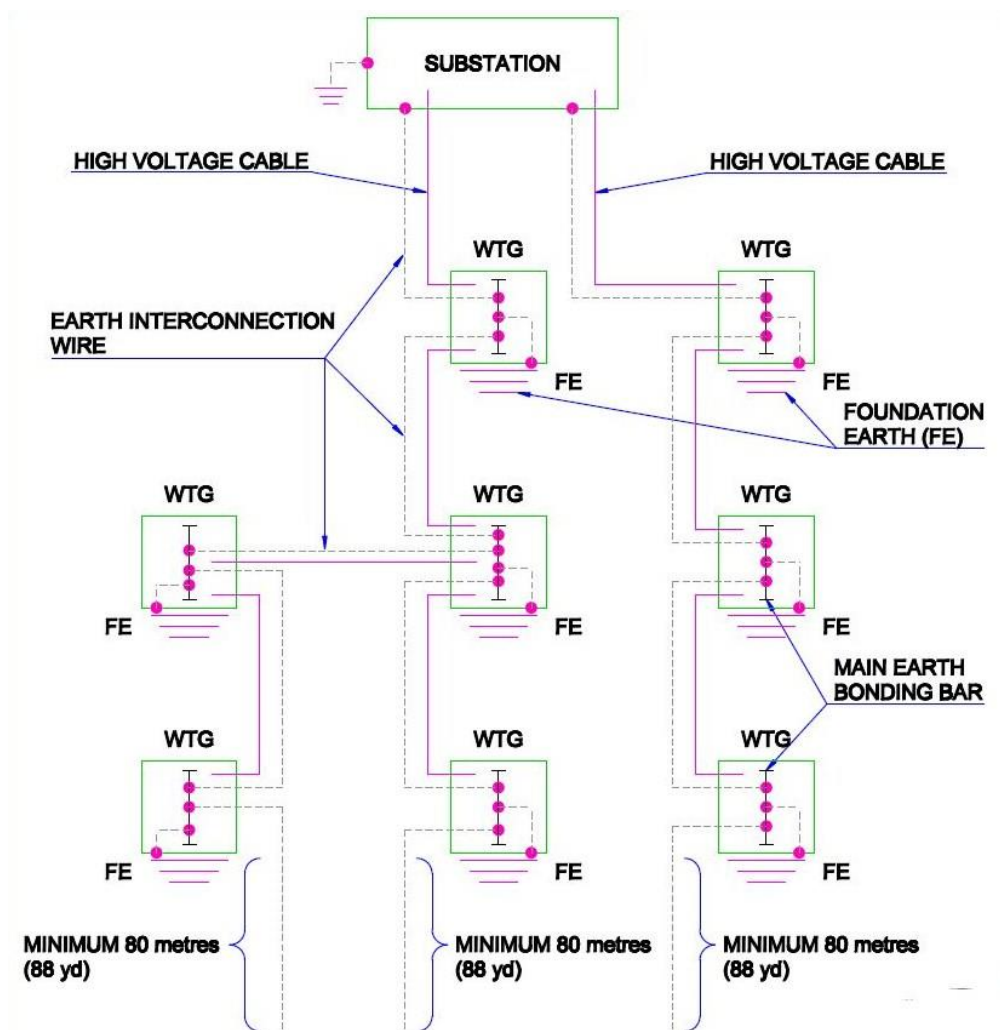 SUBSTATION
HIGH VOLTAGE CABLE
HIGH VOLTAGE CABLE
WTG
WTG
EARTH INTERCONNECTION
WIRE
FE
FE
FOUNDATION
EARTH (FE)
WTG
WTG
WTG
FE
FE
FE
MAIN EARTH
BONDING BAR
WTG
WTG
WTG
FE
FE
FE
MINIMUM 80 metres
(88 yd)
MINIMUM 80 metres
(88 yd)
MINIMUM 80 metres
(88 yd)